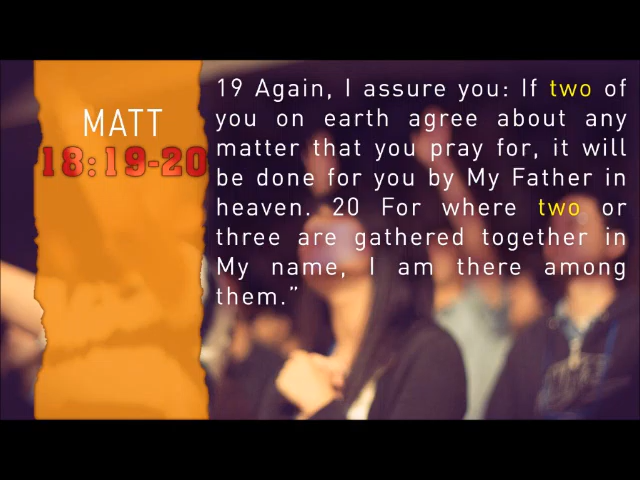 MATT
18:19-20
19 Again, I assure you: If two of
you on earth agree about any
matter that you pray for, it will
be done for you by My Father in
heaven. 20 For where two or
three are gathered together in
My name, I am there among
them.”